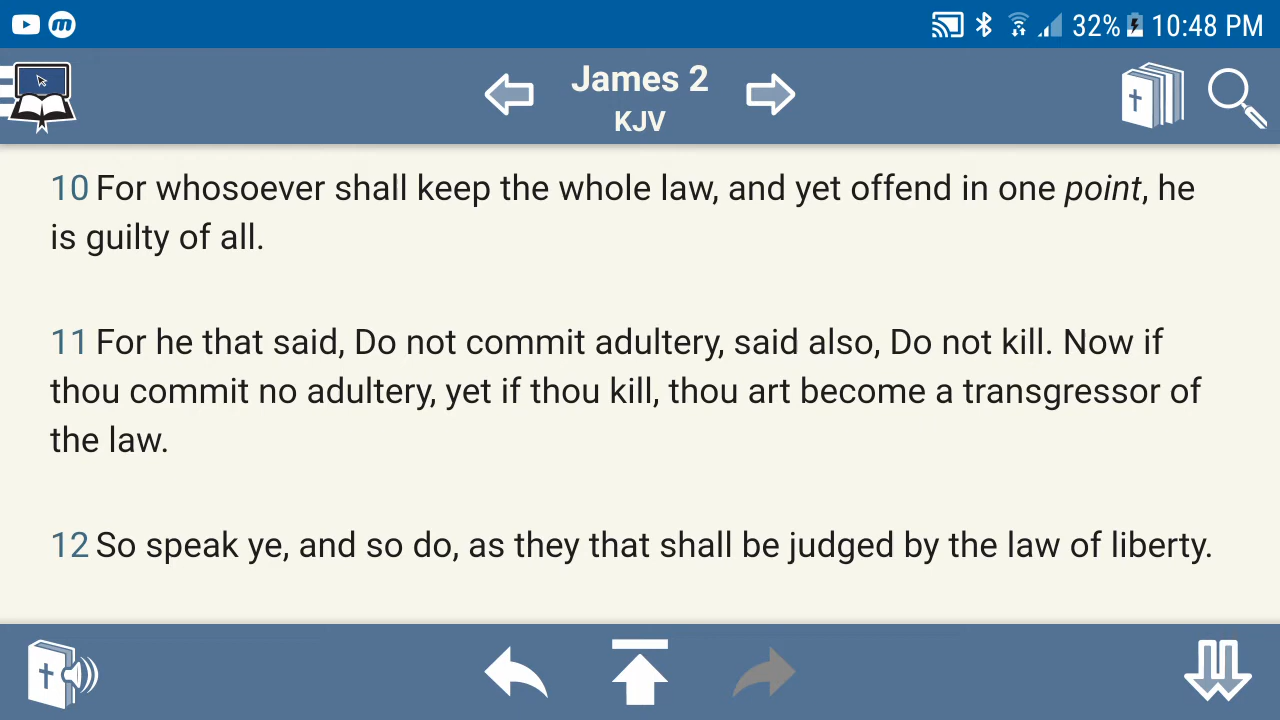 32% 10:48 PM
James 2
KJV
10 For whosoever shall keep the whole law, and yet offend in one point, he
is guilty of all.
11 For he that said, Do not commit adultery, said also, Do not kill. Now if
thou commit no adultery, yet if thou kill, thou art become a transgressor of
the law.
12 So speak ye, and so do, as they that shall be judged by the law of liberty.